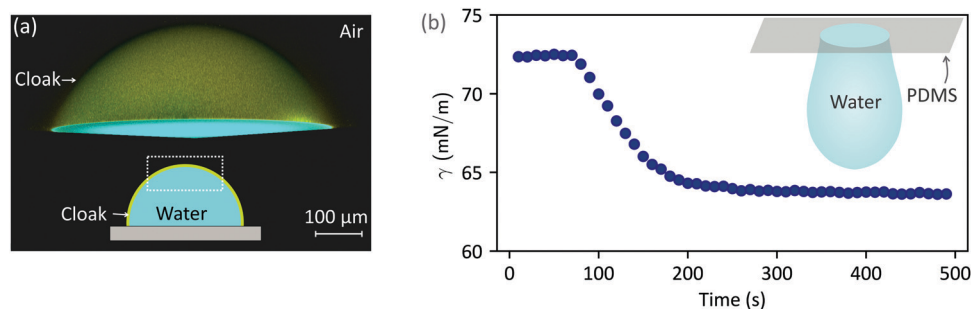 (a)
Air
Cloak
Cloak
Water
100 μm
(b)
γ (mN/m)
75
70
65
60
0
100
200
300
400
500
Time (s)
Water
PDMS